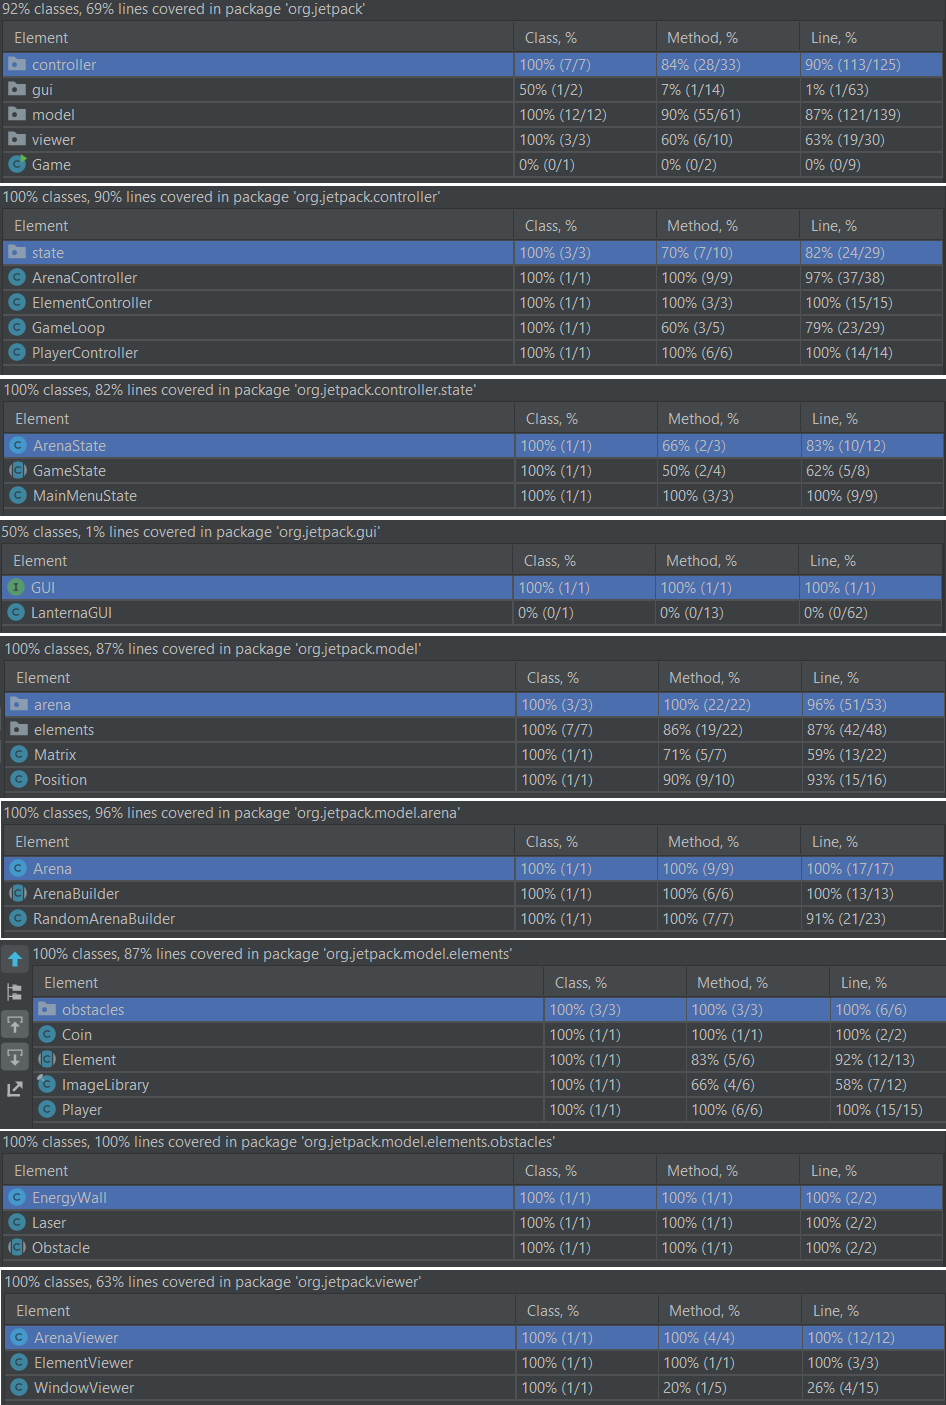 92% classes, 69% lines covered in package 'org.jetpack'
Element Class, % Method, % Line, %
controller 100% (7/7) 84% (28/33) 90% (113/125)
gui 50% (1/2) 7% (1/14) 1% (1/63)
model 100% (12/12) 90% (55/61) 87% (121/139)
viewer 100% (3/3) 60% (6/10) 63% (19/30)
Game 0% (0/1) 0% (0/2) 0% (0/9)
100% classes, 90% lines covered in package 'org.jetpack.controller'
Element Class, % Method, % Line, %
state 100% (3/3) 70% (7/10) 82% (24/29)
ArenaController 100% (1/1) 100% (9/9) 97% (37/38)
ElementController 100% (1/1) 100% (3/3) 100% (15/15)
GameLoop 100% (1/1) 60% (3/5) 79% (23/29)
PlayerController 100% (1/1) 100% (6/6) 100% (14/14)
100% classes, 82% lines covered in package 'org.jetpack.controller.state'
Element Class, % Method, % Line, %
ArenaState 100% (1/1) 66% (2/3) 83% (10/12)
GameState 100% (1/1) 50% (2/4) 62% (5/8)
MainMenuState 100% (1/1) 100% (3/3) 100% (9/9)
50% classes, 1% lines covered in package 'org.jetpack.gui'
Element Class, % Method, % Line, %
GUI 100% (1/1) 100% (1/1) 100% (1/1)
LanternaGUI 0% (0/1) 0% (0/13) 0% (0/62)
100% classes, 87% lines covered in package 'org.jetpack.model'
Element Class, % Method, % Line, %
arena 100% (3/3) 100% (22/22) 96% (51/53)
elements 100% (7/7) 86% (19/22) 87% (42/48)
Matrix 100% (1/1) 71% (5/7) 59% (13/22)
Position 100% (1/1) 90% (9/10) 93% (15/16)
100% classes, 96% lines covered in package 'org.jetpack.model.arena'
Element Class, % Method, % Line, %
Arena 100% (1/1) 100% (9/9) 100% (17/17)
ArenaBuilder 100% (1/1) 100% (6/6) 100% (13/13)
RandomArenaBuilder 100% (1/1) 100% (7/7) 91% (21/23)
100% classes, 87% lines covered in package 'org.jetpack.model.elements'
Element Class, % Method, % Line, %
obstacles 100% (3/3) 100% (3/3) 100% (6/6)
Coin 100% (1/1) 100% (1/1) 100% (2/2)
Element 100% (1/1) 83% (5/6) 92% (12/13)
ImageLibrary 100% (1/1) 66% (4/6) 58% (7/12)
Player 100% (1/1) 100% (6/6) 100% (15/15)
100% classes, 100% lines covered in package 'org.jetpack.model.elements.obstacles'
Element Class, % Method, % Line, %
EnergyWall 100% (1/1) 100% (1/1) 100% (2/2)
Laser 100% (1/1) 100% (1/1) 100% (2/2)
Obstacle 100% (1/1) 100% (1/1) 100% (2/2)
100% classes, 63% lines covered in package 'org.jetpack.viewer'
Element Class, % Method, % Line, %
ArenaViewer 100% (1/1) 100% (4/4) 100% (12/12)
ElementViewer 100% (1/1) 100% (1/1) 100% (3/3)
WindowViewer 100% (1/1) 20% (1/5) 26% (4/15)